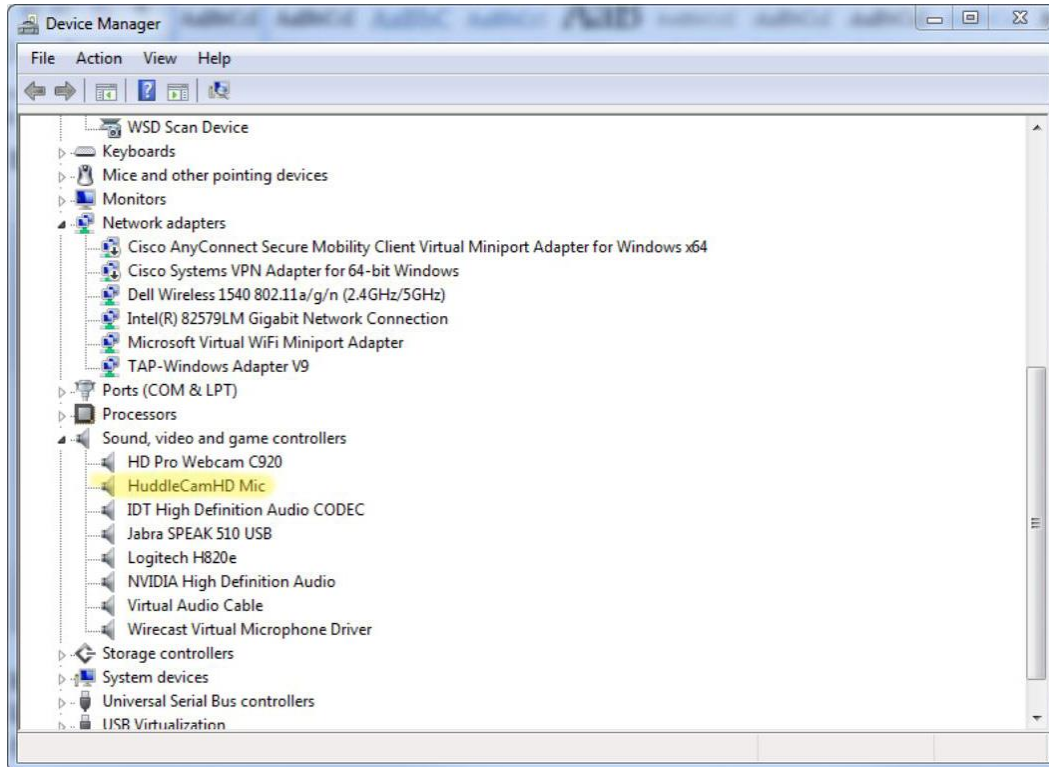 Device Manager
File Action View Help
WSD Scan Device
Keyboards
Mice and other pointing devices
Monitors
Network adapters
Cisco AnyConnect Secure Mobility Client Virtual Miniport Adapter for Windows x64
Cisco Systems VPN Adapter for 64-bit Windows
Dell Wireless 1540 802.11a/g/n (2.4GHz/5GHz)
Intel(R) 82579LM Gigabit Network Connection
Microsoft Virtual WiFi Miniport Adapter
TAP-Windows Adapter V9
Ports (COM & LPT)
Processors
Sound, video and game controllers
HD Pro Webcam C920
HuddleCamHD Mic
IDT High Definition Audio CODEC
Jabra SPEAK 510 USB
Logitech H820e
NVIDIA High Definition Audio
Virtual Audio Cable
Wirecast Virtual Microphone Driver
Storage controllers
System devices
Universal Serial Bus controllers
USB Virtualization